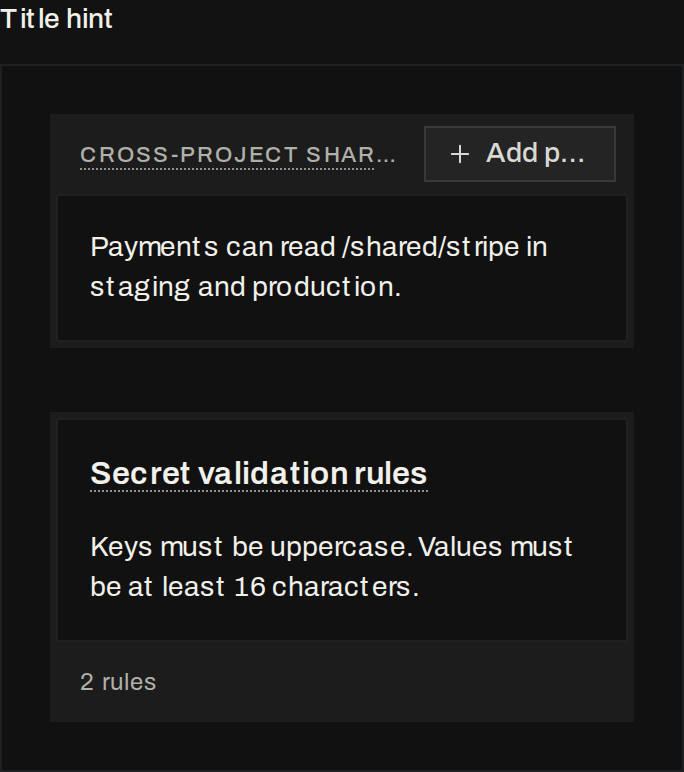 Title hint
CROSS-PROJECT SHAR...
Add p...
Payments can read /shared/stripe in
staging and production.
Secret validation rules
Keys must be uppercase. Values must
be at least 16 characters.
2 rules